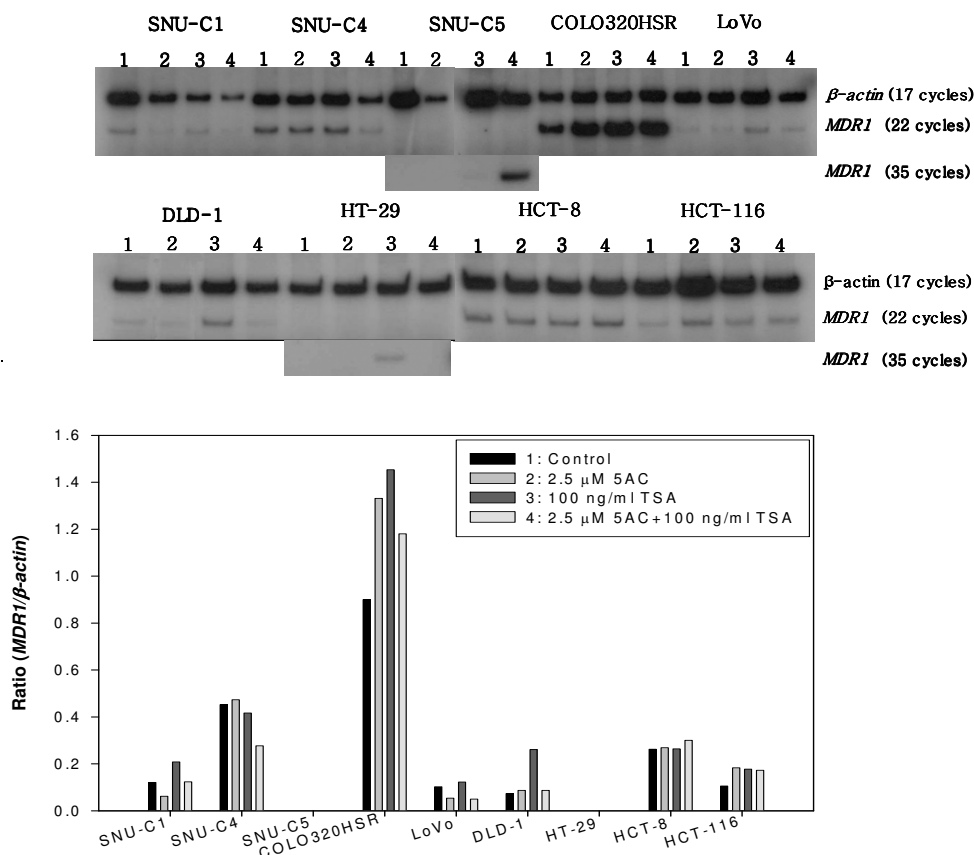 SNU-C1 SNU-C4 SNU-C5 COLO320HSR LoVo
1 2 3 4 1 2 3 4 1 2 3 4 1 2 3 4 1 2 3 4
β-actin (17 cycles)
MDR1 (22 cycles)
MDR1 (35 cycles)
DLD-1 HT-29 HCT-8 HCT-116
1 2 3 4 1 2 3 4 1 2 3 4 1 2 3 4
β-actin (17 cycles)
MDR1 (22 cycles)
MDR1 (35 cycles)
Ratio (MDR1/β-actin)
1.6
1.4
1.2
1.0
0.8
0.6
0.4
0.2
0.0
1: Control
2: 2.5 μM 5AC
3: 100 ng/ml TSA
4: 2.5 μM 5AC+100 ng/ml TSA
SNU-C1 SNU-C4 SNU-C5 COLO320HSR LoVo DLD-1 HT-29 HCT-8 HCT-116